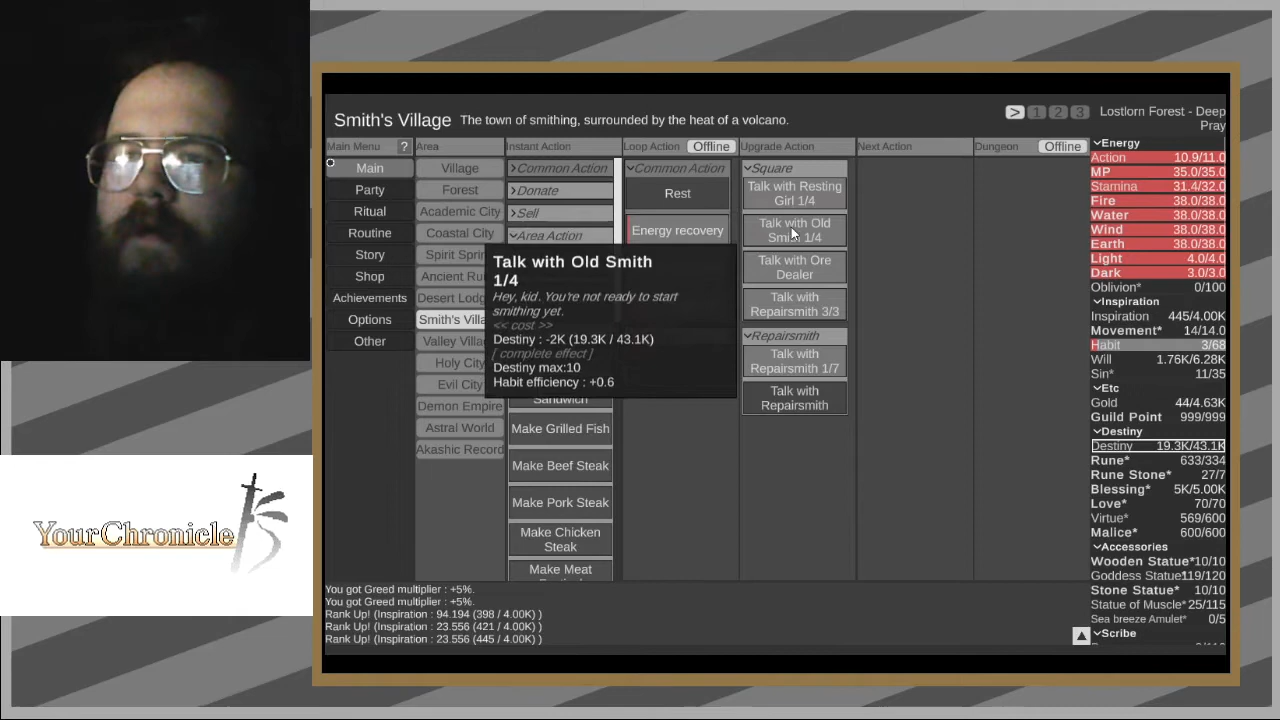 Smith's Village The town of smithing, surrounded by the heat of a volcano.
> 1 2 3
Lostlorn Forest - Deep
Pray
Main Menu ? Area Instant Action Loop Action Offline Upgrade Action Next Action Dungeon Offline
Main
Party
Ritual
Routine
Story
Shop
Achievements
Options
Other
Village
Forest
Academic City
Coastal City
Spirit Spri
Ancient Ru
Desert Lodg
Smith's Villa
Valley Villa
Holy City
Evil City
Demon Empire
Astral World
Akashic Record
Common Action
Donate
Sell
Area Action
Sandwich
Make Grilled Fish
Make Beef Steak
Make Pork Steak
Make Chicken
Steak
Make Meat
Common Action
Rest
Energy recovery
Square
Talk with Resting
Girl 1/4
Talk with Old
Smith 1/4
Talk with Ore
Dealer
Talk with
Repairsmith 3/3
Repairsmith
Talk with
Repairsmith 1/7
Talk with
Repairsmith
Talk with Old Smith
1/4
Hey, kid. You're not ready to start
smithing yet.
<< cost >>
Destiny : -2K (19.3K / 43.1K)
[ complete effect ]
Destiny max:10
Habit efficiency : +0.6
Energy
Action 10.9/11.0
MP 35.0/35.0
Stamina 31.4/32.0
Fire 38.0/38.0
Water 38.0/38.0
Wind 38.0/38.0
Earth 38.0/38.0
Light 4.0/4.0
Dark 3.0/3.0
Oblivion* 0/100
Inspiration
Inspiration 445/4.00K
Movement* 14/14.0
Habit 3/68
Will 1.76K/6.28K
Sin* 11/35
Etc
Gold 44/4.63K
Guild Point 999/999
Destiny
Destiny 19.3K/43.1K
Rune* 633/334
Rune Stone* 27/7
Blessing* 5K/5.00K
Love* 70/70
Virtue* 569/600
Malice* 600/600
Accessories
Wooden Statue* 10/10
Goddess Statue 119/120
Stone Statue* 10/10
Statue of Muscle* 25/115
Sea breeze Amulet* 0/5
Scribe
You got Greed multiplier : +5%.
You got Greed multiplier : +5%.
Rank Up! (Inspiration : 94.194 (398 / 4.00K) )
Rank Up! (Inspiration : 23.556 (421 / 4.00K) )
Rank Up! (Inspiration : 23.556 (445 / 4.00K) )
YourChronicle